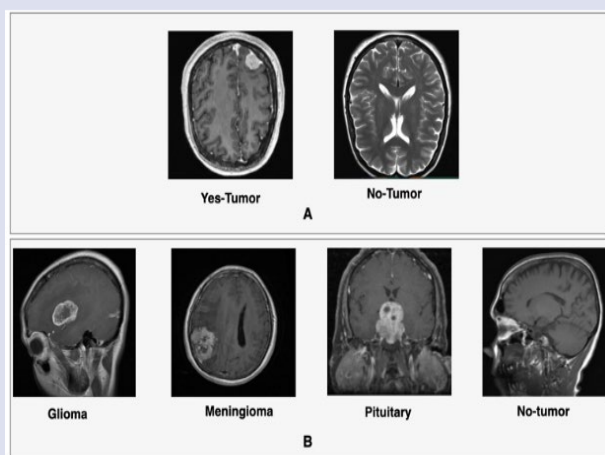 Yes-Tumor
No-Tumor
A
Glioma
Meningioma
Pituitary
No-tumor
B